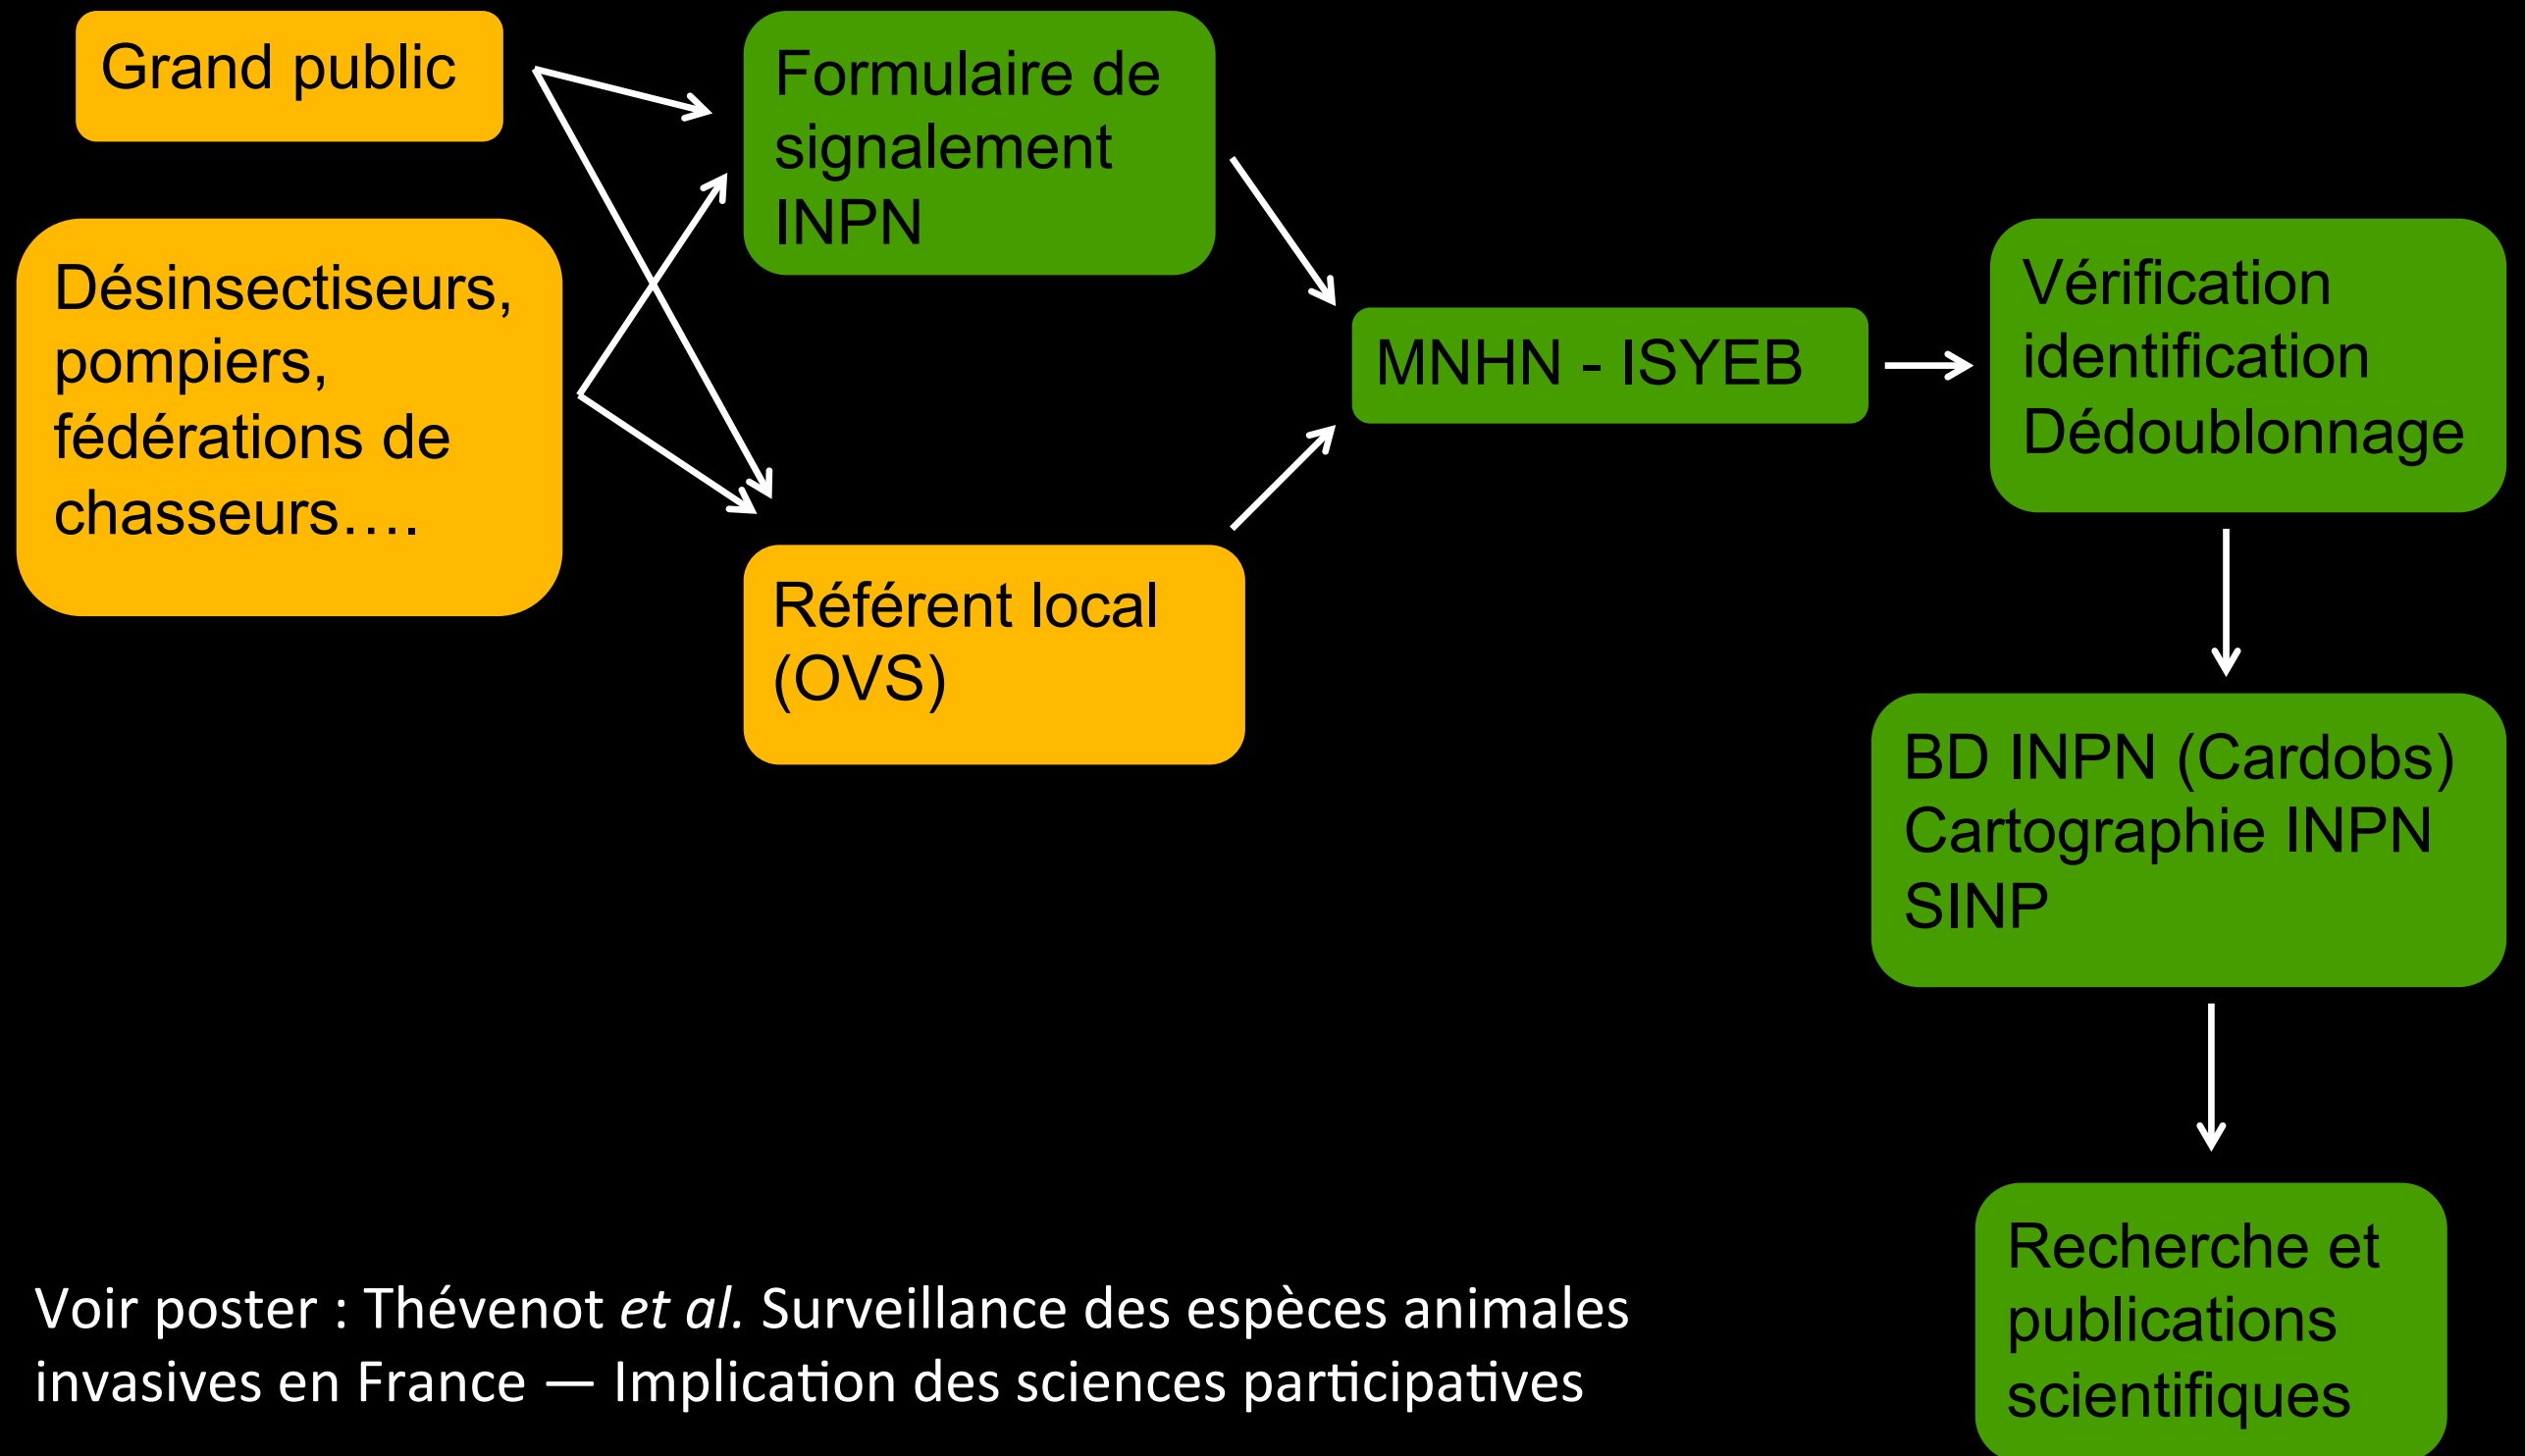 Grand public
Désinsectiseurs,
pompiers,
fédérations de
chasseurs….
Formulaire de
signalement
INPN
Référent local
(OVS)
MNHN - ISYEB
Vérification
identification
Dédoublonnage
BD INPN (Cardobs)
Cartographie INPN
SINP
Recherche et
publications
scientifiques
Voir poster : Thévenot et al. Surveillance des espèces animales
invasives en France — Implication des sciences participatives